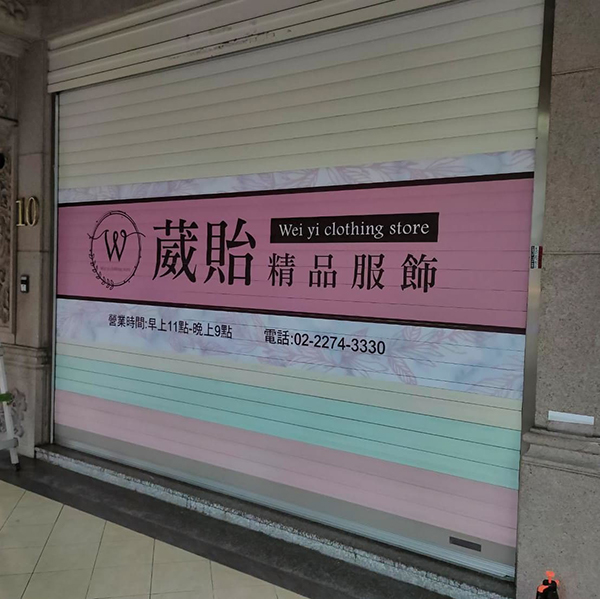 10
W
葳貽
Wei yi clothing store
精品服飾
營業時間:早上11點-晚上9點
電話:02-2274-3330